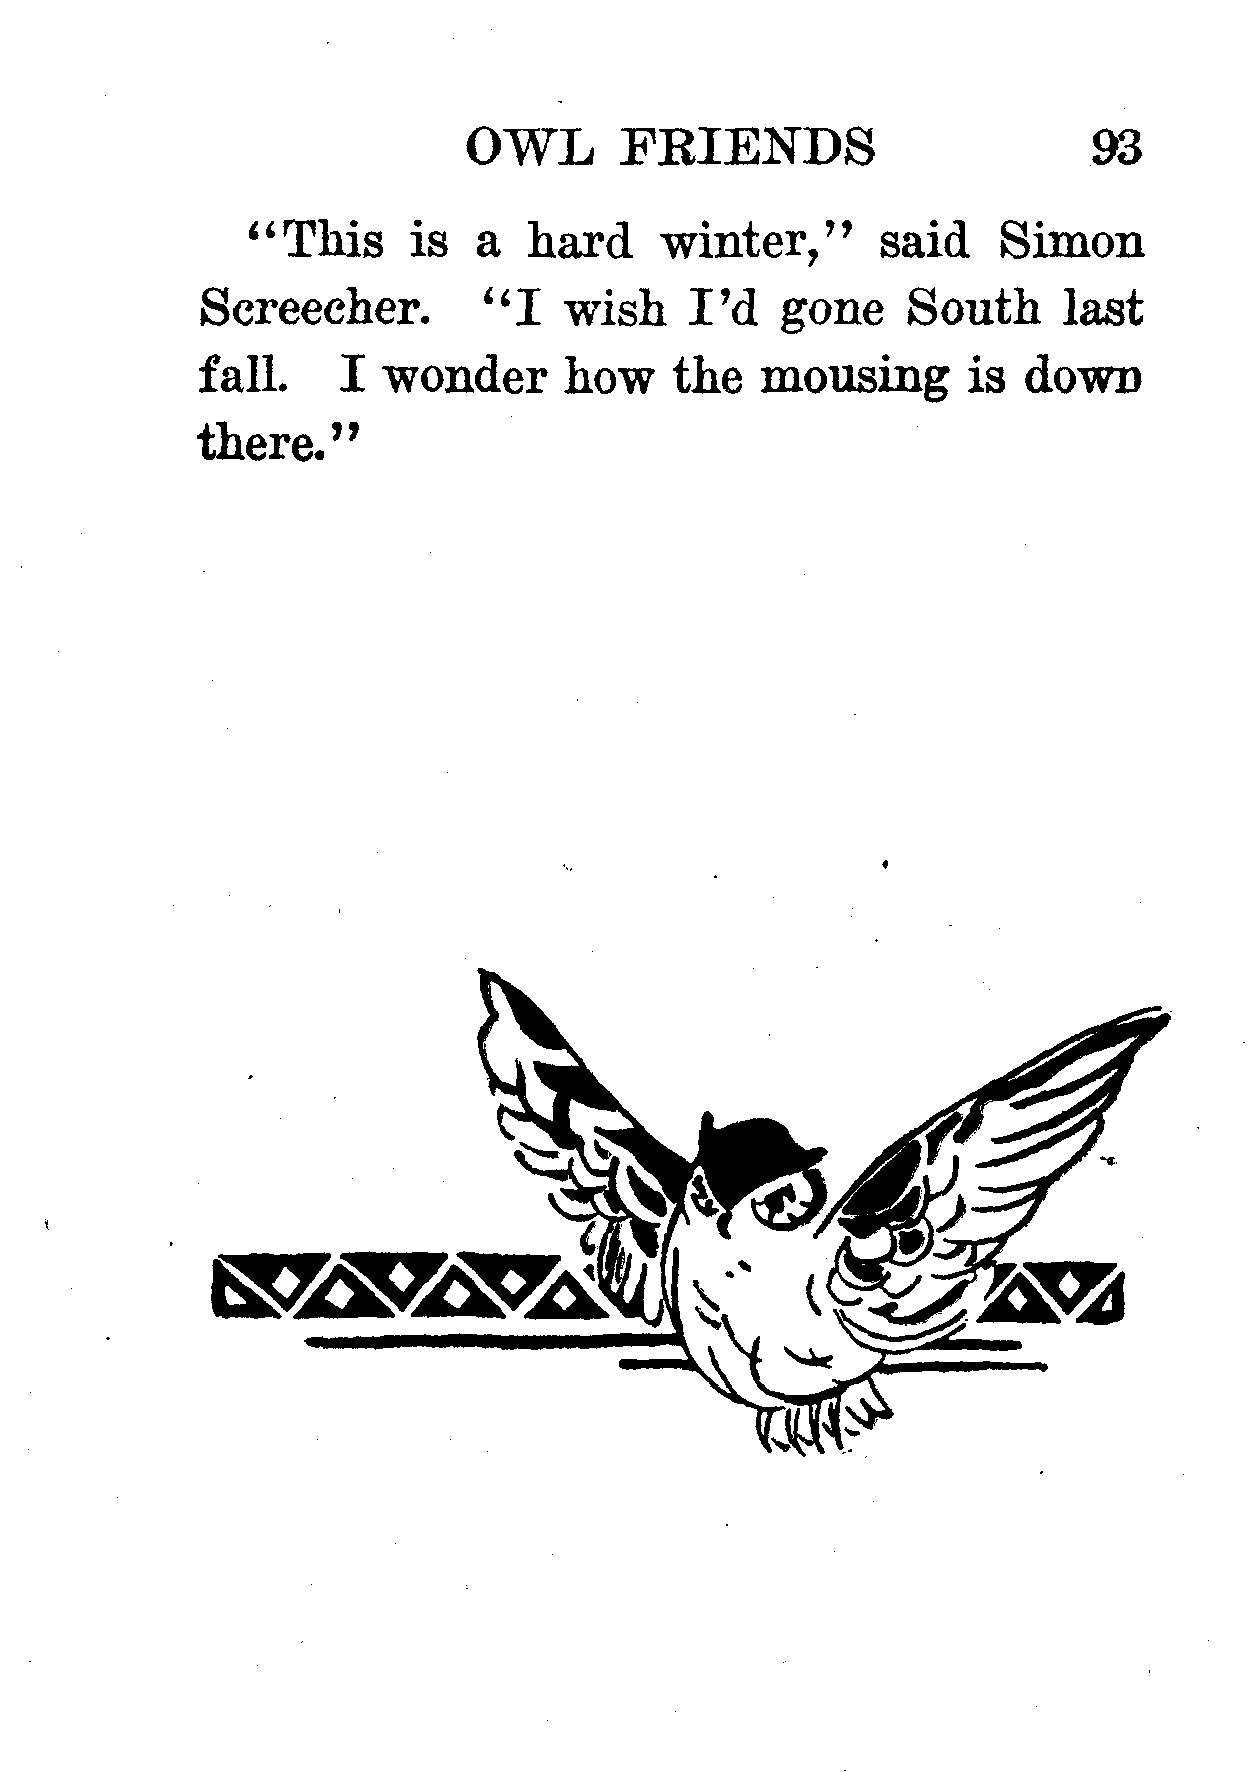 OWL FRIENDS 93
“This is a hard winter,” said Simon
Screecher. “I wish I’d gone South last
fall. I wonder how the mousing is down
there.”